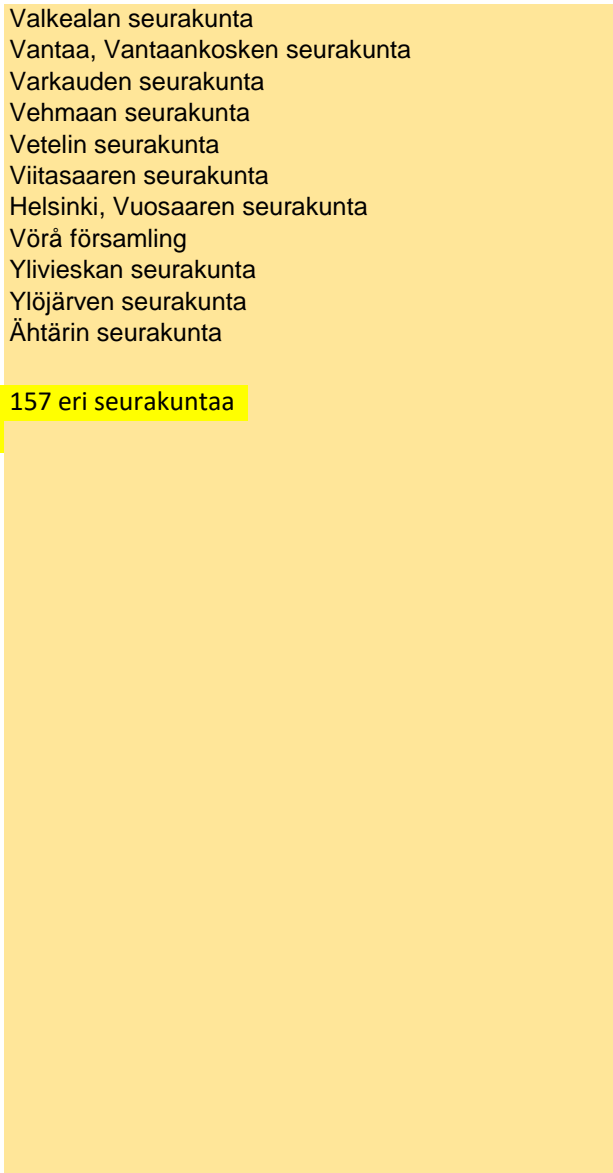 Valkealan seurakunta
Vantaa, Vantaankosken seurakunta
Varkauden seurakunta
Vehmaan seurakunta
Vetelin seurakunta
Viitasaaren seurakunta
Helsinki, Vuosaaren seurakunta
Vörå församling
Ylivieskan seurakunta
Ylöjärven seurakunta
Ähtärin seurakunta
157 eri seurakuntaa